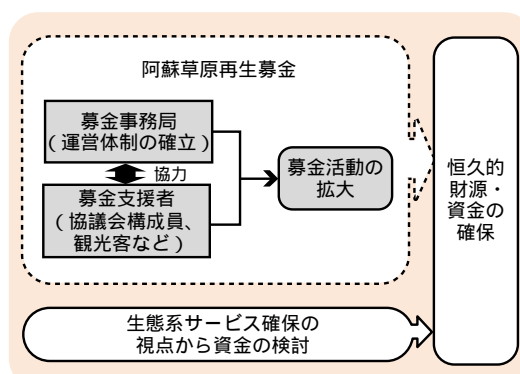 阿蘇草原再生募金
募金事務局
(運営体制の確立)
協力
募金支援者
(協議会構成員、
観光客など)
募金活動の
拡大
恒久的
財源・
資金の
確保
生態系サービス確保の
視点から資金の検討